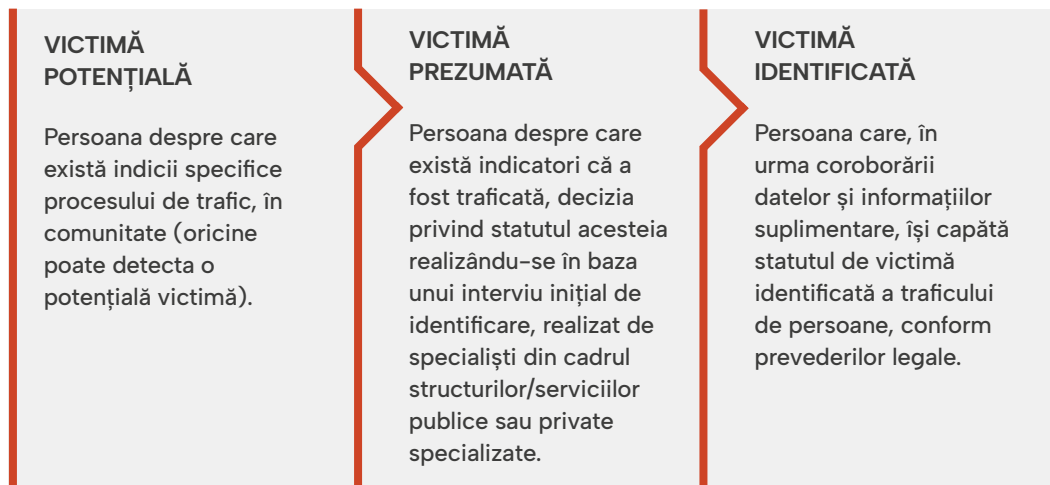 VICTIMĂ
POTENȚIALĂ
Persoana despre care
există indicii specifice
procesului de trafic, în
comunitate (oricine
poate detecta o
potențială victimă).
VICTIMĂ
PREZUMATĂ
Persoana despre care
există indicatori că a
fost traficată, decizia
privind statutul acesteia
realizându-se în baza
unui interviu inițial de
identificare, realizat de
specialiști din cadrul
structurilor/serviciilor
publice sau private
specializate.
VICTIMĂ
IDENTIFICATĂ
Persoana care, în
urma coroborării
datelor și informațiilor
suplimentare, își capătă
statutul de victimă
identificată a traficului
de persoane, conform
prevederilor legale.